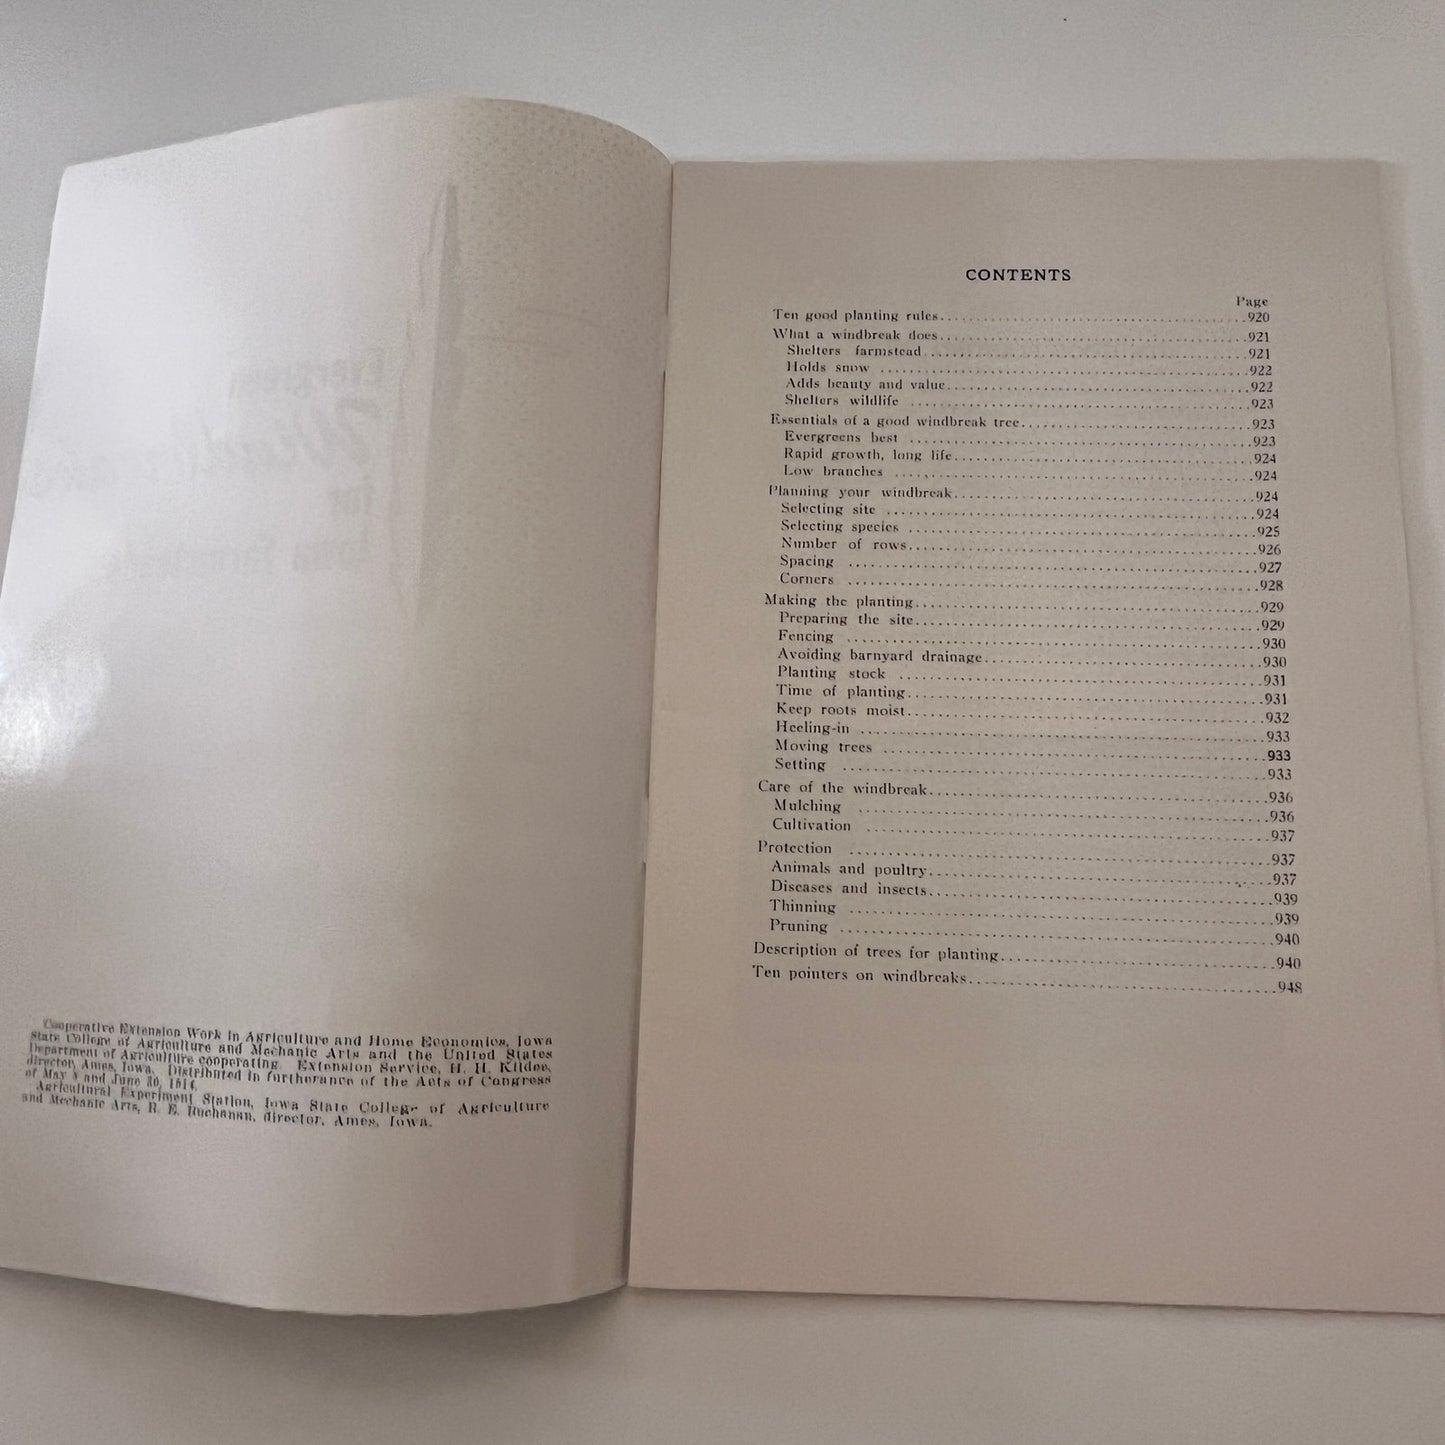 Cooperative Extension Work in Agriculture and Home Economics, Iowa
State College of Agriculture and Mechanic Arts and the United States
Department of Agriculture cooperating. Extension Service, H. H. Kildee,
director, Ames, Iowa. Distributed in furtherance of the Acts of Congress
of May 8 and June 30, 1914.
Agricultural Experiment Station, Iowa State College of Agriculture
and Mechanic Arts, R. E. Buchanan, director, Ames, Iowa.
CONTENTS
Page
Ten good planting rules 920
What a windbreak does 921
Shelters farmstead 921
Holds snow 922
Adds beauty and value 922
Shelters wildlife 923
Essentials of a good windbreak tree 923
Evergreens best 923
Rapid growth, long life 924
Low branches 924
Planning your windbreak 924
Selecting site 924
Selecting species 925
Number of rows 926
Spacing 927
Corners 928
Making the planting 929
Preparing the site 929
Fencing 930
Avoiding barnyard drainage 930
Planting stock 931
Time of planting 931
Keep roots moist 932
Heeling-in 933
Moving trees 933
Setting 933
Care of the windbreak 936
Mulching 936
Cultivation 937
Protection 937
Animals and poultry 937
Diseases and insects 939
Thinning 939
Pruning 940
Description of trees for planting 940
Ten pointers on windbreaks 948